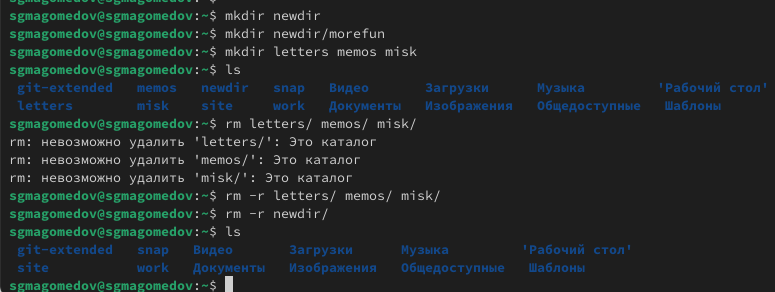 sgmagomedov@sgmagomedov:~$ mkdir newdir
sgmagomedov@sgmagomedov:~$ mkdir newdir/morefun
sgmagomedov@sgmagomedov:~$ mkdir letters memos misk
sgmagomedov@sgmagomedov:~$ ls
git-extended memos newdir snap Видео Загрузки Музыка 'Рабочий стол'
letters misk site work Документы Изображения Общедоступные Шаблоны
sgmagomedov@sgmagomedov:~$ rm letters/ memos/ misk/
rm: невозможно удалить 'letters/': Это каталог
rm: невозможно удалить 'memos/': Это каталог
rm: невозможно удалить 'misk/': Это каталог
sgmagomedov@sgmagomedov:~$ rm -r letters/ memos/ misk/
sgmagomedov@sgmagomedov:~$ rm -r newdir/
sgmagomedov@sgmagomedov:~$ ls
git-extended snap Видео Загрузки Музыка 'Рабочий стол'
site work Документы Изображения Общедоступные Шаблоны
sgmagomedov@sgmagomedov:~$